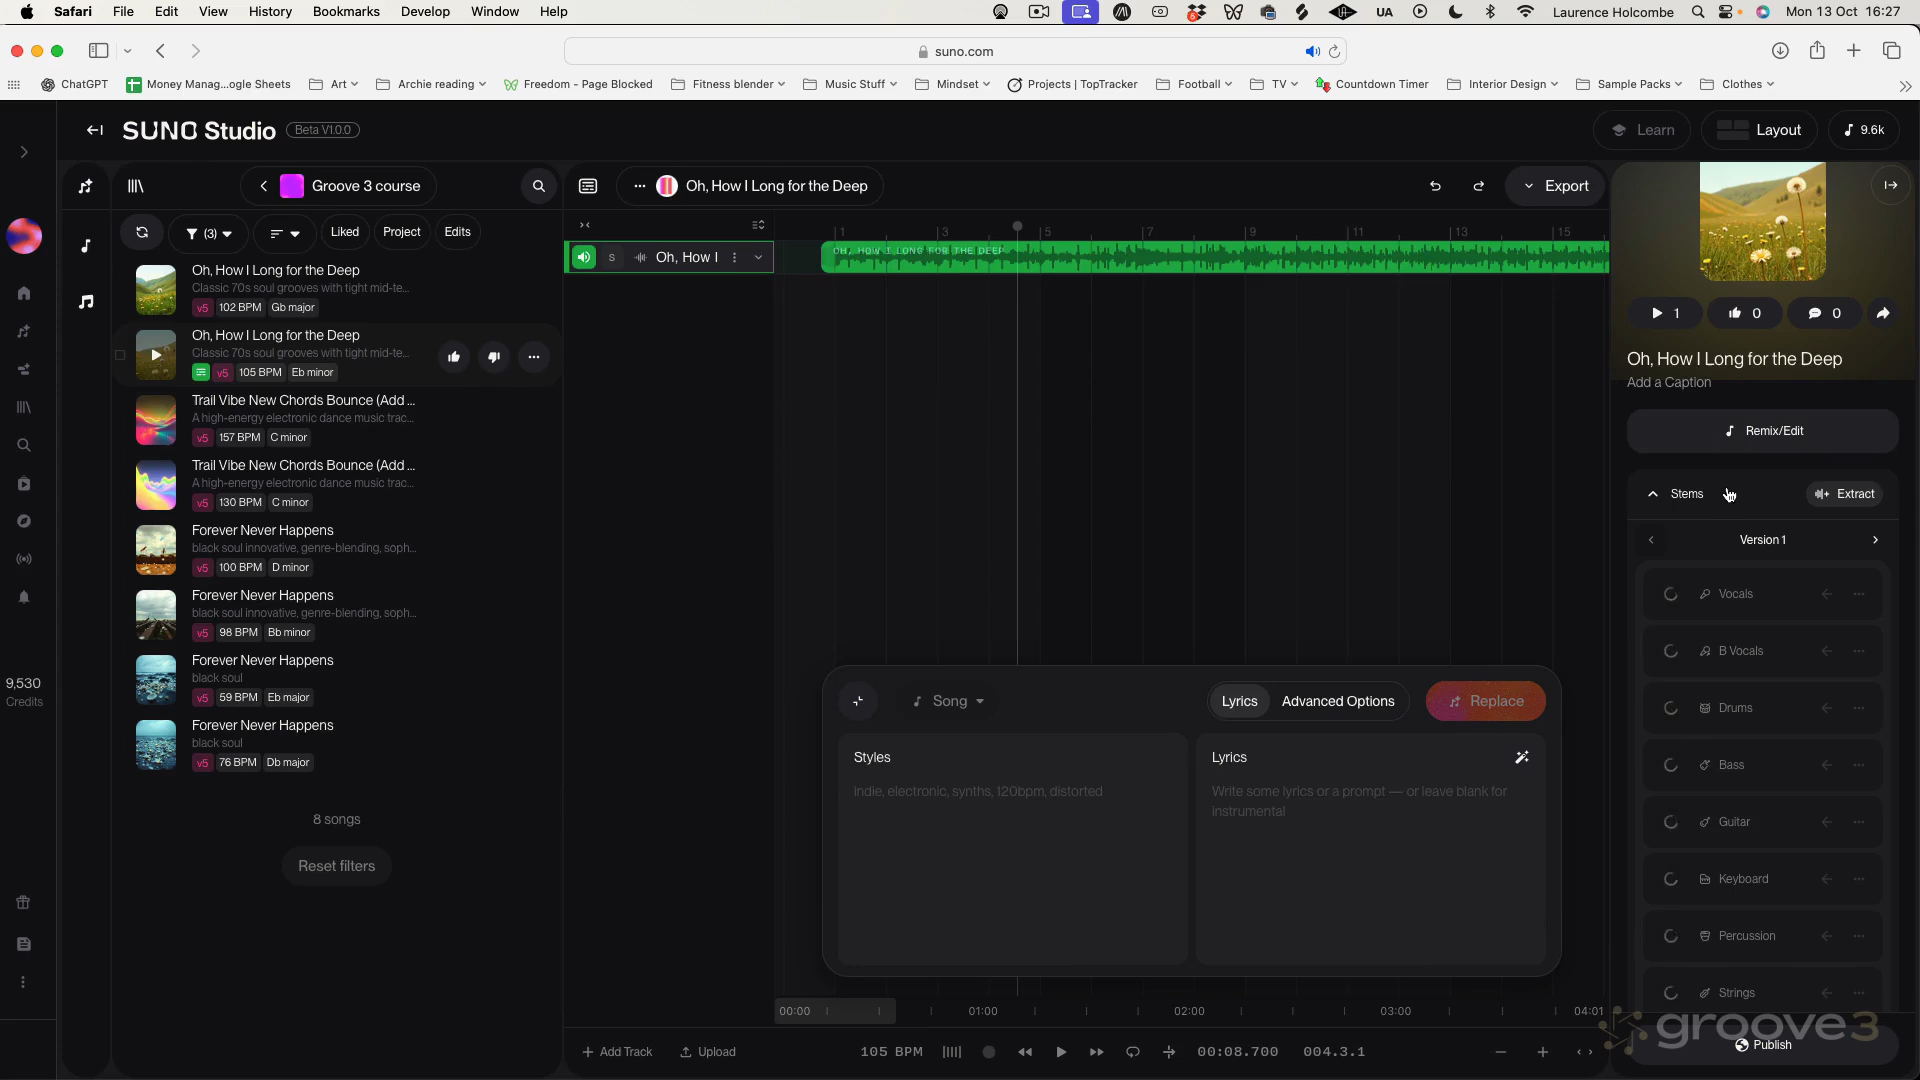 Safari File Edit View History Bookmarks Develop Window Help
UA
Laurence Holcombe
Mon 13 Oct 16:27
suno.com
ChatGPT
Money Manag...ogle Sheets
Art
Archie reading
Freedom - Page Blocked
Fitness blender
Music Stuff
Mindset
Projects | TopTracker
Football
TV
Countdown Timer
Interior Design
Sample Packs
Clothes
SUNO Studio
Beta V1.0.0
Learn
Layout
9.6k
Groove 3 course
(3)
Liked
Project
Edits
Oh, How I Long for the Deep
Classic 70s soul grooves with tight mid-te...
v5 102 BPM Gb major
Oh, How I Long for the Deep
Classic 70s soul grooves with tight mid-te...
v5 105 BPM Eb minor
Trail Vibe New Chords Bounce (Add ...
A high-energy electronic dance music trac...
v5 157 BPM C minor
Trail Vibe New Chords Bounce (Add ...
A high-energy electronic dance music trac...
v5 130 BPM C minor
Forever Never Happens
black soul innovative, genre-blending, soph...
v5 100 BPM D minor
Forever Never Happens
black soul innovative, genre-blending, soph...
v5 98 BPM Bb minor
Forever Never Happens
black soul
v5 59 BPM Eb major
Forever Never Happens
black soul
v5 76 BPM Db major
8 songs
Reset filters
9,530
Credits
Oh, How I Long for the Deep
Export
1 3 5 7 9 11 13 15
S
Oh, How I
OH, HOW I LONG FOR THE DEEP
Song
Lyrics
Advanced Options
Replace
Styles
Indie, electronic, synths, 120bpm, distorted
Lyrics
Write some lyrics or a prompt — or leave blank for
instrumental
00:00 01:00 02:00 03:00 04:01
Add Track
Upload
105 BPM
00:08.700
004.3.1
1
0
0
Oh, How I Long for the Deep
Add a Caption
Remix/Edit
Stems
Extract
Version 1
Vocals
B Vocals
Drums
Bass
Guitar
Keyboard
Percussion
Strings
groove3
Publish